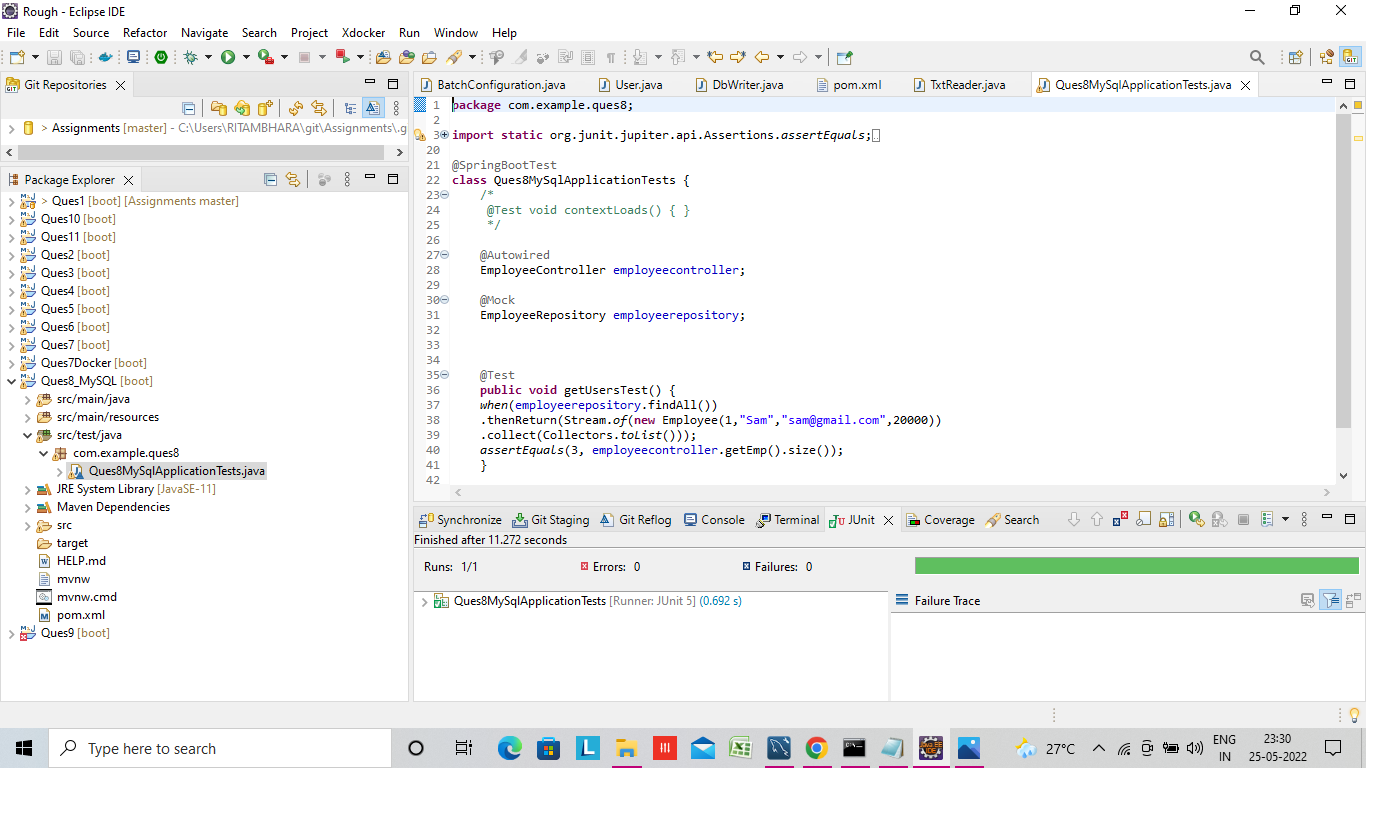 Rough - Eclipse IDE
File Edit Source Refactor Navigate Search Project Xdocker Run Window Help
Git Repositories
> Assignments [master] - C:\Users\RITAMBHARA\git\Assignments\.g
Package Explorer
> Ques1 [boot] [Assignments master]
Ques10 [boot]
Ques11 [boot]
Ques2 [boot]
Ques3 [boot]
Ques4 [boot]
Ques5 [boot]
Ques6 [boot]
Ques7 [boot]
Ques7Docker [boot]
Ques8_MySQL [boot]
src/main/java
src/main/resources
src/test/java
com.example.ques8
Ques8MySqlApplicationTests.java
JRE System Library [JavaSE-11]
Maven Dependencies
src
target
HELP.md
mvnw
mvnw.cmd
pom.xml
Ques9 [boot]
BatchConfiguration.java User.java DbWriter.java pom.xml TxtReader.java Ques8MySqlApplicationTests.java
1 package com.example.ques8;
2
3 import static org.junit.jupiter.api.Assertions.assertEquals;
20
21 @SpringBootTest
22 class Ques8MySqlApplicationTests {
23 /*
24 @Test void contextLoads() { }
25 */
26
27 @Autowired
28 EmployeeController employeecontroller;
29
30 @Mock
31 EmployeeRepository employeerepository;
32
33
34
35 @Test
36 public void getUsersTest() {
37 when(employeerepository.findAll())
38 .thenReturn(Stream.of(new Employee(1,"Sam","sam@gmail.com",20000))
39 .collect(Collectors.toList()));
40 assertEquals(3, employeecontroller.getEmp().size());
41 }
42
Synchronize Git Staging Git Reflog Console Terminal JUnit Coverage Search
Finished after 11.272 seconds
Runs: 1/1 Errors: 0 Failures: 0
Ques8MySqlApplicationTests [Runner: JUnit 5] (0.692 s)
Failure Trace
Type here to search
27°C
ENG
IN
23:30
25-05-2022